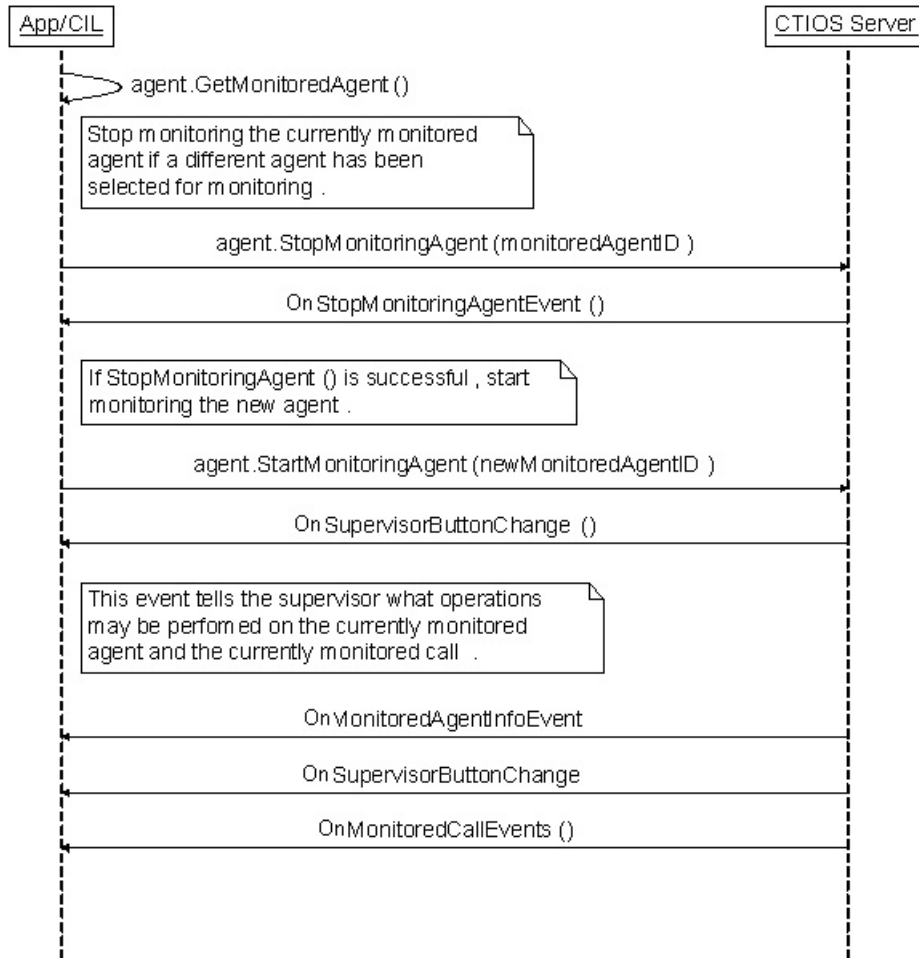 App/CIL
CTIOS Server
agent.GetMonitoredAgent ()
Stop monitoring the currently monitored
agent if a different agent has been
selected for monitoring .
agent.StopMonitoringAgent (monitoredAgentID )
OnStopMonitoringAgentEvent ()
If StopMonitoringAgent () is successful , start
monitoring the new agent .
agent.StartMonitoringAgent (newMonitoredAgentID )
OnSupervisorButtonChange ()
This event tells the supervisor what operations
may be perfomed on the currently monitored
agent and the currently monitored call .
OnMonitoredAgentInfoEvent
OnSupervisorButtonChange
OnMonitoredCallEvents ()